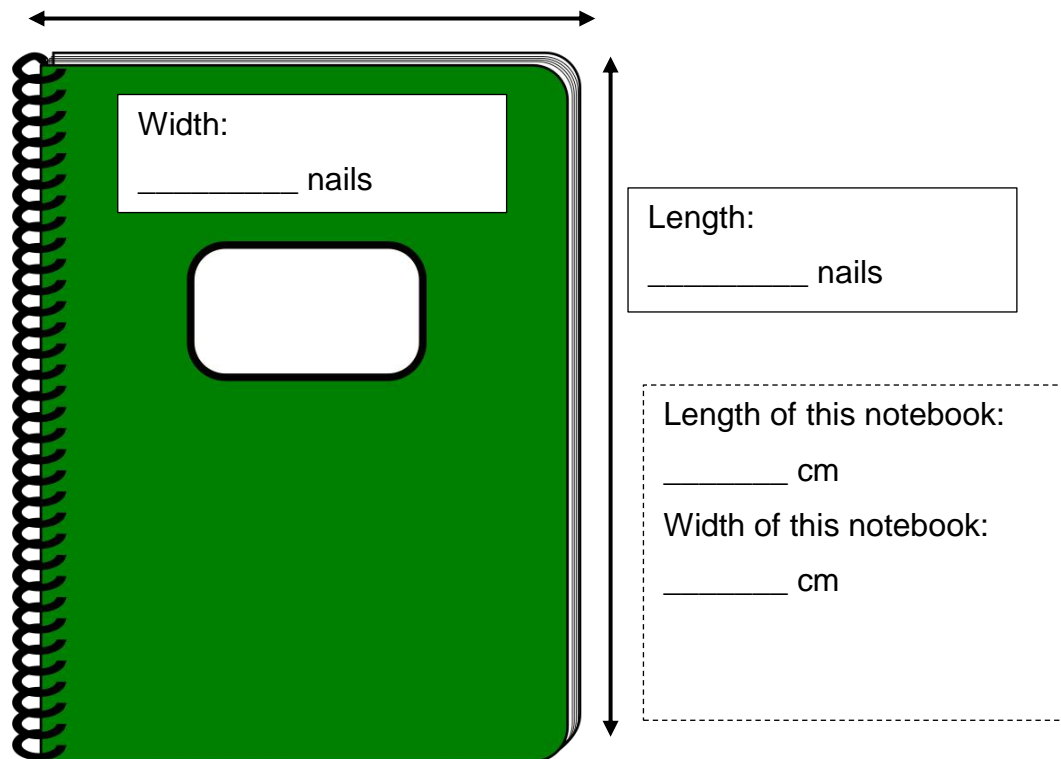 Width:
_________ nails
Length:
_________ nails
Length of this notebook:
_______ cm
Width of this notebook:
_______ cm